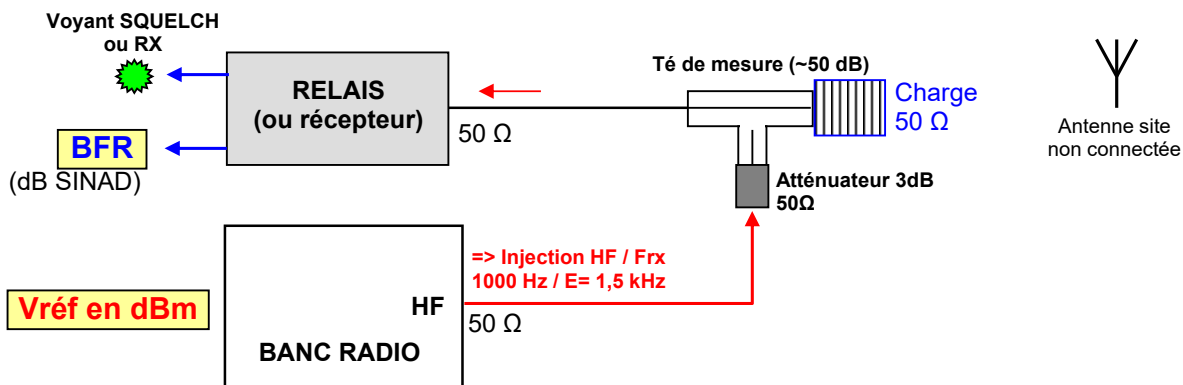 Voyant SQUELCH
ou RX
RELAIS
(ou récepteur)
BFR
(dB SINAD)
50 Ω
Té de mesure (~50 dB)
Charge
50 Ω
Antenne site
non connectée
Atténuateur 3dB
50Ω
=> Injection HF / Frx
1000 Hz / E= 1,5 kHz
Vréf en dBm
HF
50 Ω
BANC RADIO